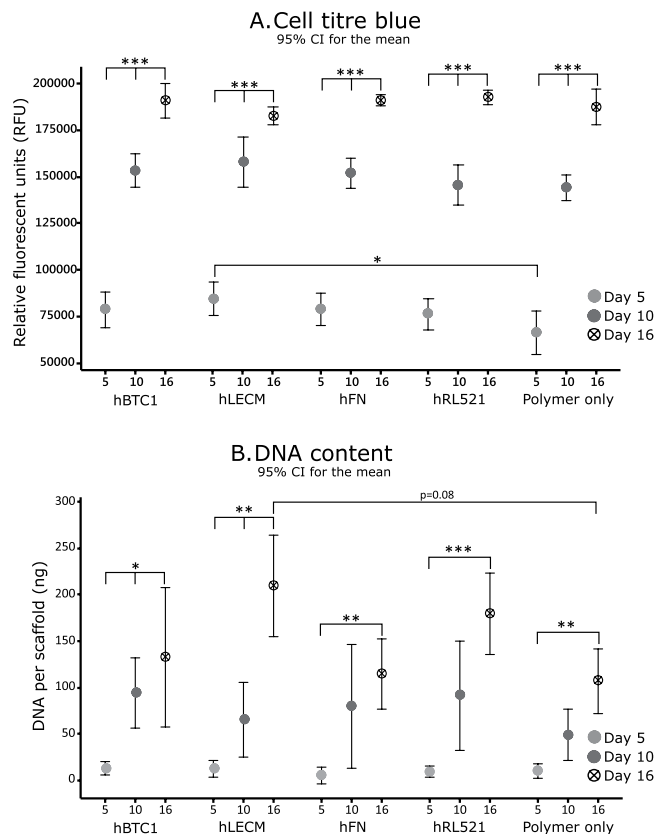 A.Cell titre blue
95% CI for the mean
Relative fluorescent units (RFU)
200000
175000
150000
125000
100000
75000
50000
*** *** *** *** ***
*
Day 5
Day 10
Day 16
5 10 16 5 10 16 5 10 16 5 10 16 5 10 16
hBTC1 hLECM hFN hRL521 Polymer only
B.DNA content
95% CI for the mean
DNA per scaffold (ng)
300
250
200
150
100
50
0
p=0.08
**
***
*
**
**
Day 5
Day 10
Day 16
5 10 16 5 10 16 5 10 16 5 10 16 5 10 16
hBTC1 hLECM hFN hRL521 Polymer only